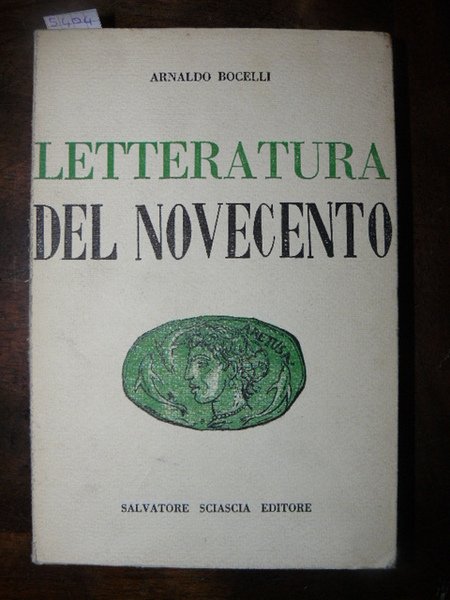 ARNALDO BOCELLI
LETTERATURA
DEL NOVECENTO
SALVATORE SCIASCIA EDITORE